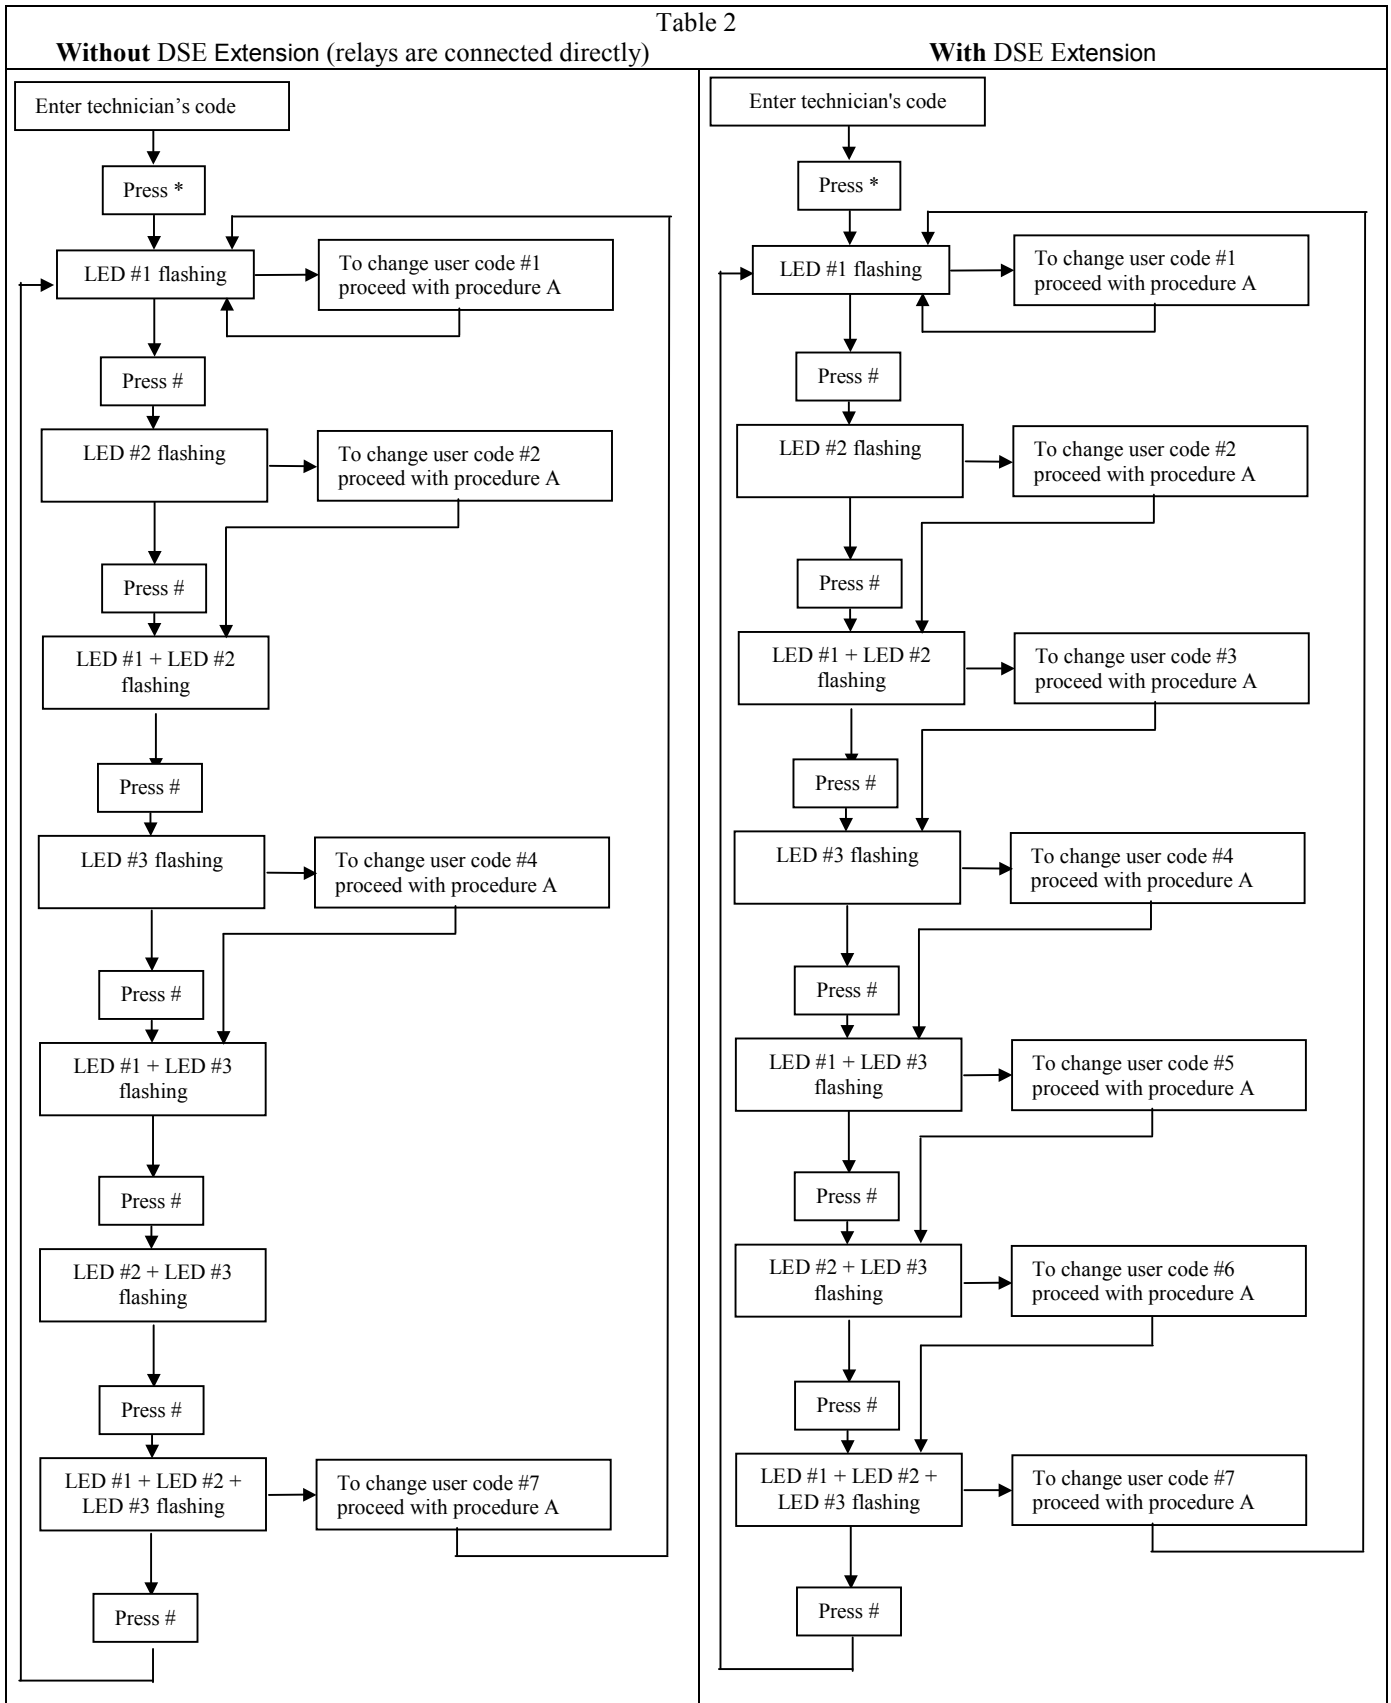 Table 2
Without DSE Extension (relays are connected directly)
Enter technician’s code
Press *
LED #1 flashing
To change user code #1
proceed with procedure A
Press #
LED #2 flashing
To change user code #2
proceed with procedure A
Press #
LED #1 + LED #2
flashing
Press #
LED #3 flashing
To change user code #4
proceed with procedure A
Press #
LED #1 + LED #3
flashing
Press #
LED #2 + LED #3
flashing
Press #
LED #1 + LED #2 +
LED #3 flashing
To change user code #7
proceed with procedure A
Press #
With DSE Extension
Enter technician's code
Press *
LED #1 flashing
To change user code #1
proceed with procedure A
Press #
LED #2 flashing
To change user code #2
proceed with procedure A
Press #
LED #1 + LED #2
flashing
To change user code #3
proceed with procedure A
Press #
LED #3 flashing
To change user code #4
proceed with procedure A
Press #
LED #1 + LED #3
flashing
To change user code #5
proceed with procedure A
Press #
LED #2 + LED #3
flashing
To change user code #6
proceed with procedure A
Press #
LED #1 + LED #2 +
LED #3 flashing
To change user code #7
proceed with procedure A
Press #